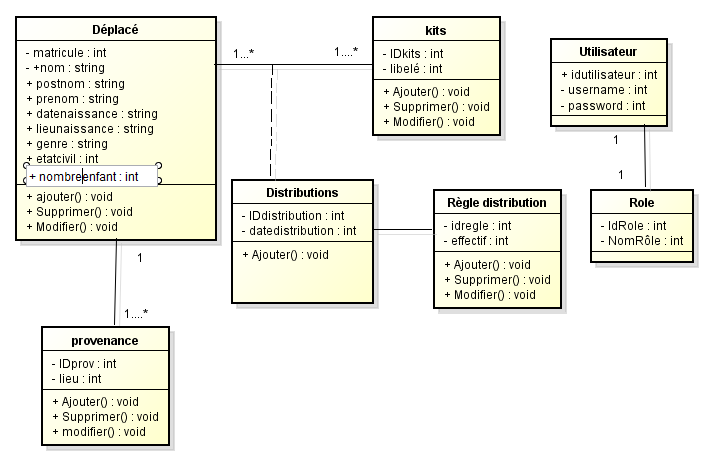 Déplacé
- matricule : int
- +nom : string
+ postnom : string
+ prenom : string
+ datenaissance : string
+ lieunaissance : string
+ genre : string
+ etatcivil : int
+ nombreenfant : int
+ ajouter() : void
+ Supprimer() : void
+ Modifier() : void
1...*
1....*
kits
- IDkits : int
- libelé : int
+ Ajouter() : void
+ Supprimer() : void
+ Modifier() : void
Utilisateur
+ idutilisateur : int
- username : int
- password : int
1
1
Role
- IdRole : int
- NomRôle : int
Distributions
- IDdistribution : int
- datedistribution : int
+ Ajouter() : void
Règle distribution
- idregle : int
- effectif : int
+ Ajouter() : void
+ Supprimer() : void
+ Modifier() : void
1
1....*
provenance
- IDprov : int
- lieu : int
+ Ajouter() : void
+ Supprimer() : void
+ modifier() : void